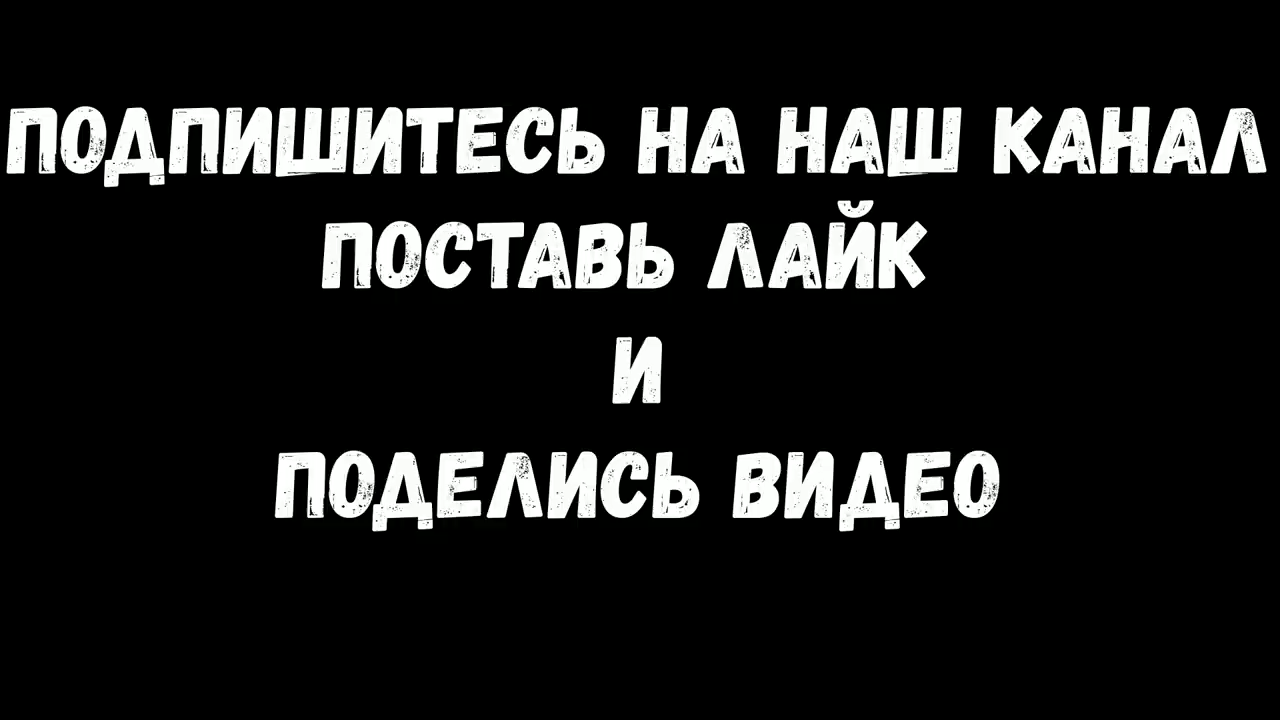 ПОДПИШИТЕСЬ НА НАШ КАНАЛ
ПОСТАВЬ ЛАЙК
И
ПОДЕЛИСЬ ВИДЕО